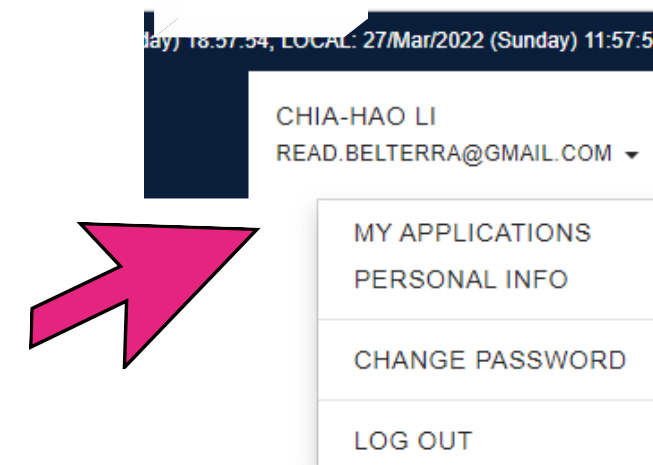 day) 18:57:54, LOCAL: 27/Mar/2022 (Sunday) 11:57:5
CHIA-HAO LI
READ.BELTERRA@GMAIL.COM
MY APPLICATIONS
PERSONAL INFO
CHANGE PASSWORD
LOG OUT